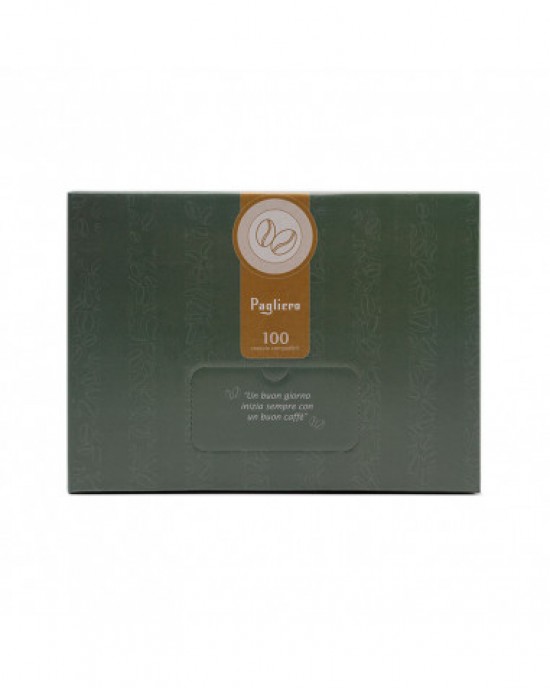 Pagliero
100
"Un buon giorno
inizia sempre con
un buon caffè"